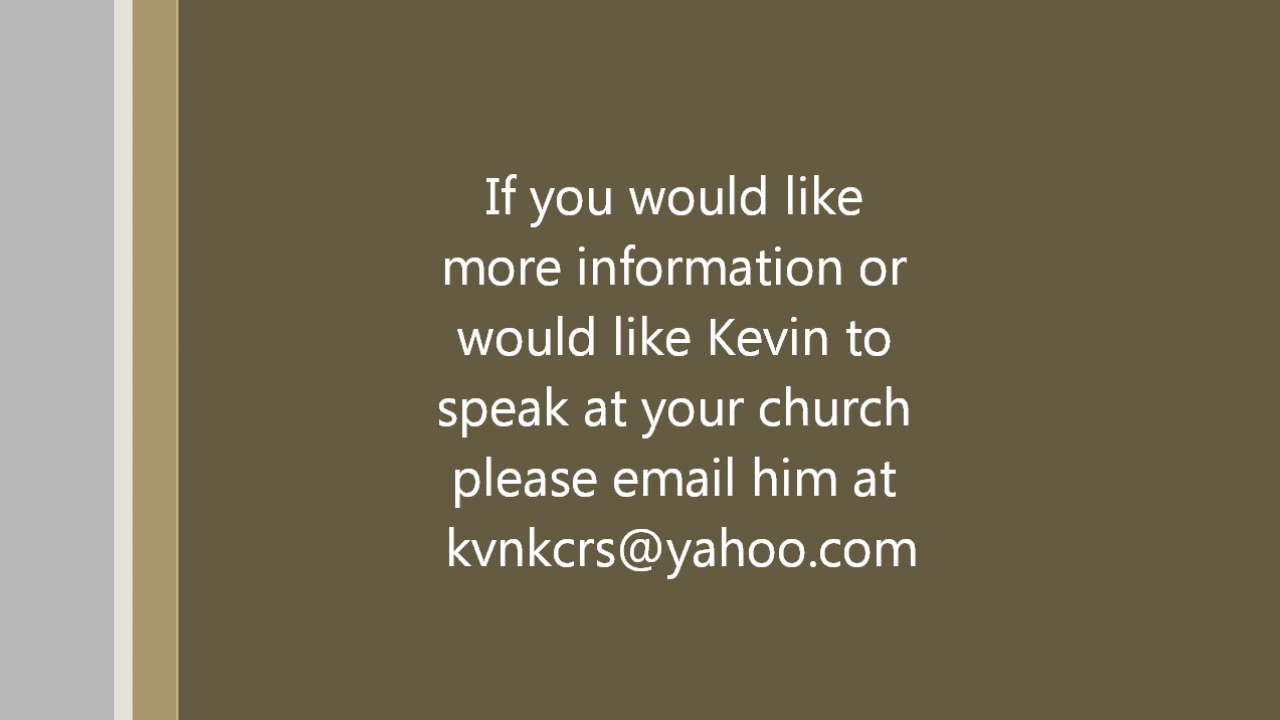 If you would like
more information or
would like Kevin to
speak at your church
please email him at
kvnkcrs@yahoo.com